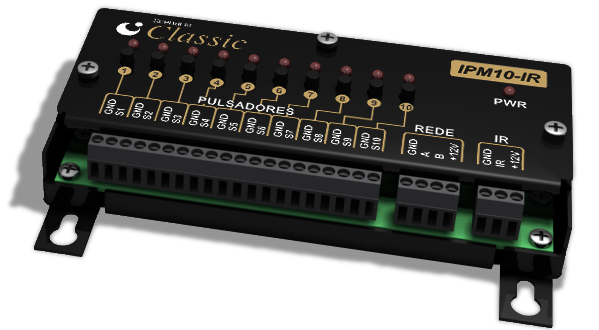 Classic
IPM10-IR
PWR
1 2 3 4 5 6 7 8 9 10
PULSADORES
GND S1 GND S2 GND S3 GND S4 GND S5 GND S6 GND S7 GND S8 GND S9 GND S10
REDE
GND A B +12V
IR
GND IR +12V